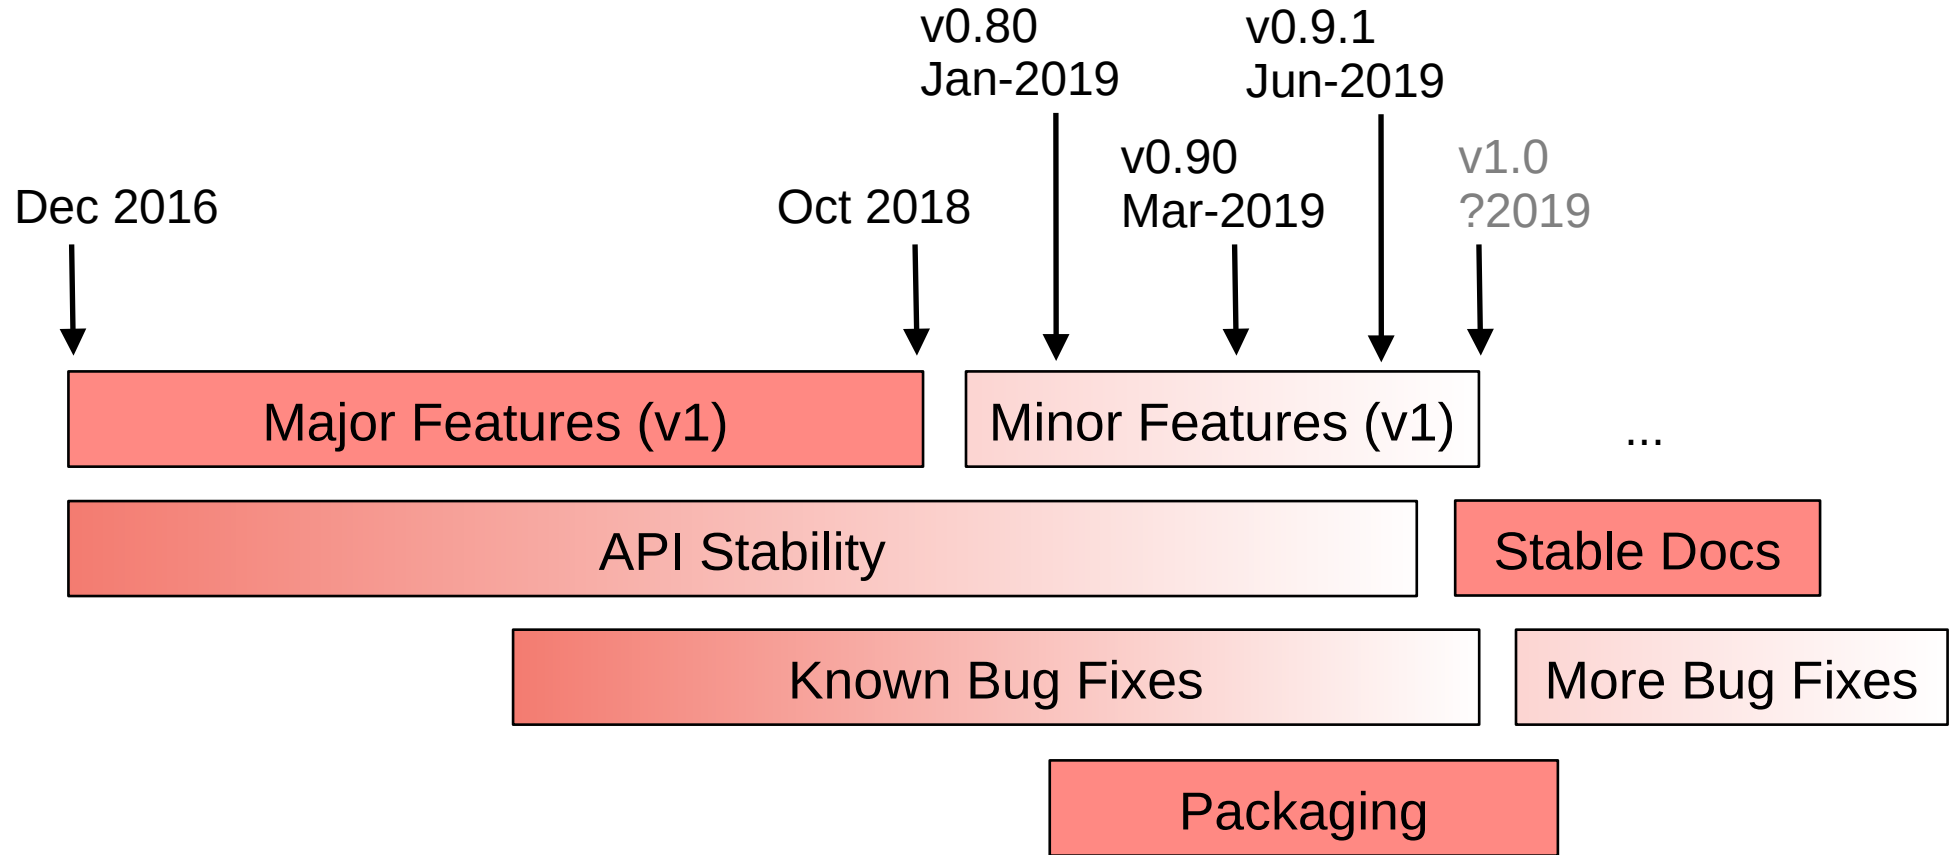 v0.80
Jan-2019
v0.9.1
Jun-2019
v0.90
Mar-2019
v1.0
?2019
Dec 2016
Oct 2018
Major Features (v1)
Minor Features (v1)
...
API Stability
Stable Docs
Known Bug Fixes
More Bug Fixes
Packaging